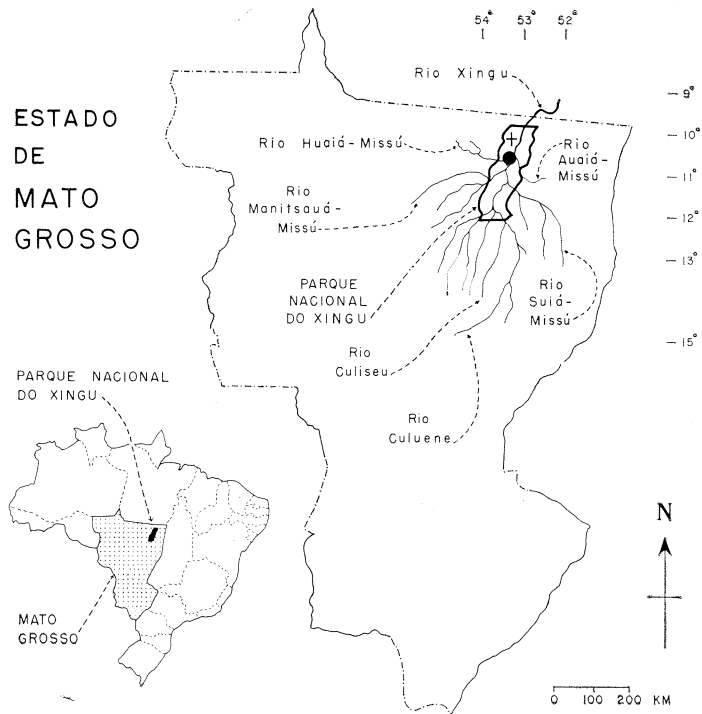 ESTADO
DE
MATO
GROSSO
54° 53° 52°
Rio Xingu
9°
10°
11°
12°
13°
15°
Rio Huaiá-Missú
Rio
Auaiá-
Missú
Rio
Manitsauá-
Missú
PARQUE
NACIONAL
DO XINGU
Rio
Suiá-
Missú
Rio
Culiseu
Rio
Culuene
PARQUE NACIONAL
DO XINGU
MATO
GROSSO
N
0 100 200 KM